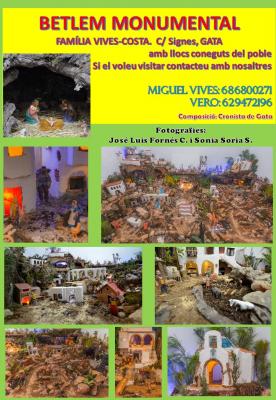 BETLEM MONUMENTAL
FAMÍLIA VIVES-COSTA. C/ Signes, GATA
amb llocs coneguts del poble
Si el voleu visitar contacteu amb nosaltres
MIGUEL VIVES: 686800271
VERO: 629472196
Composició: Cronista de Gata
Fotografies:
José Luis Fornés C. i Sonia Soria S.